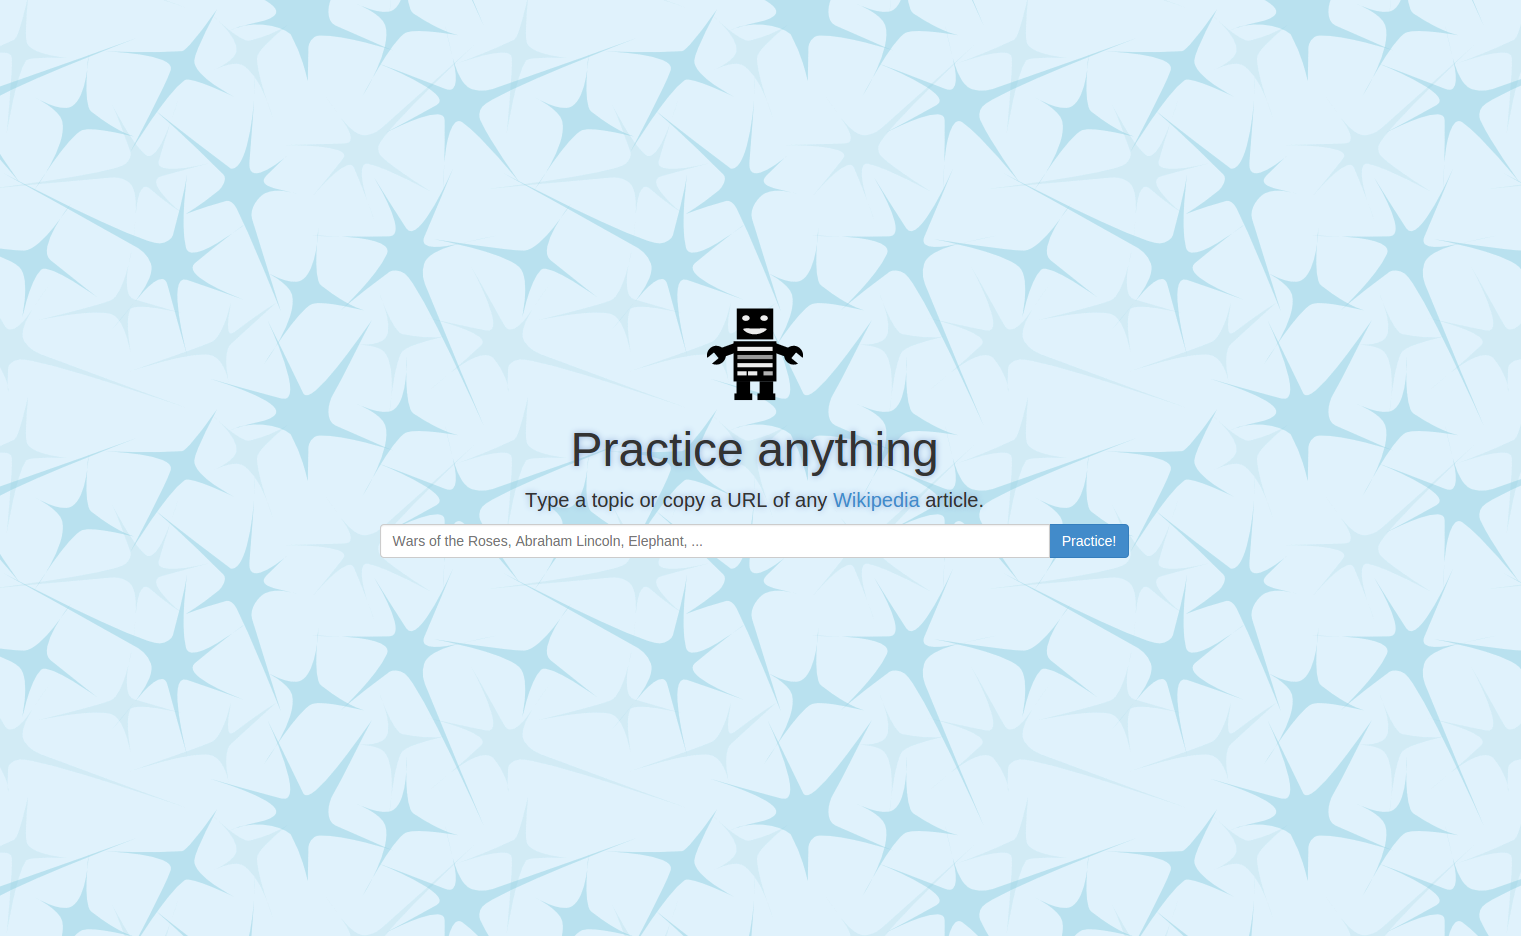 Practice anything
Type a topic or copy a URL of any Wikipedia article.
Wars of the Roses, Abraham Lincoln, Elephant, ... Practice!